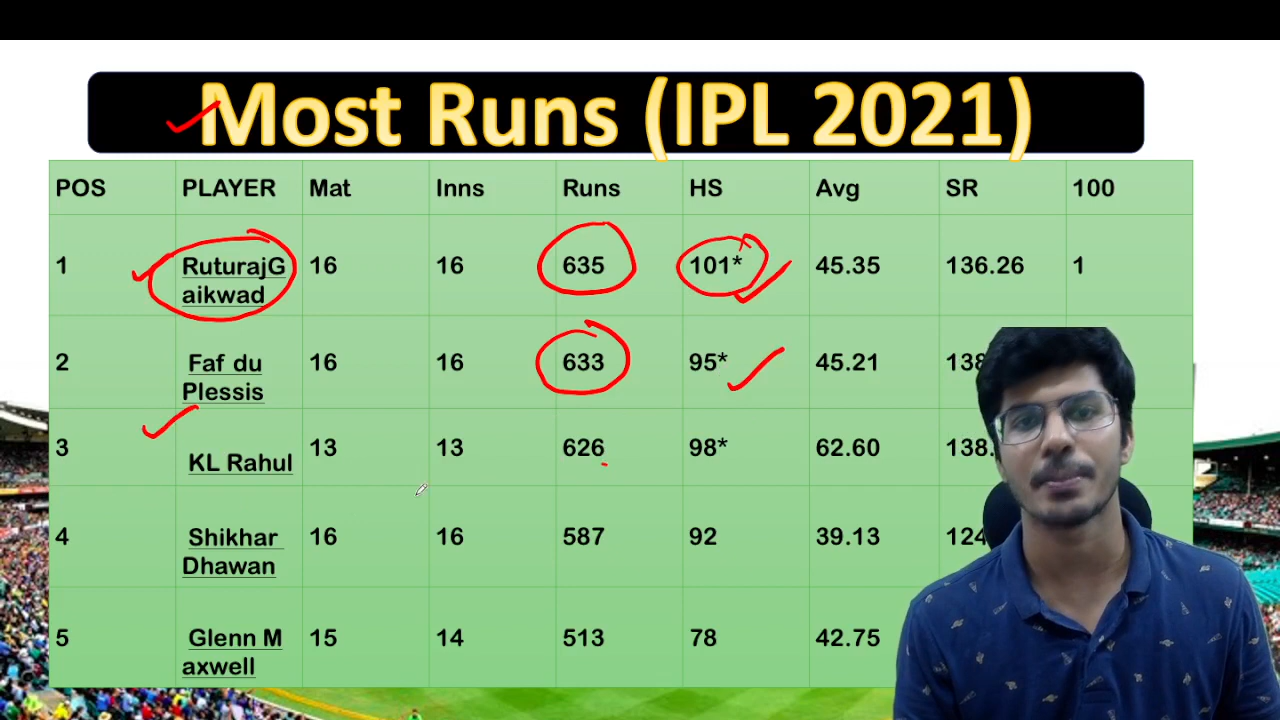 Most Runs (IPL 2021)
POS PLAYER Mat Inns Runs HS Avg SR 100
1 RuturajG 16 16 635 101* 45.35 136.26 1
aikwad
2 Faf du 16 16 633 95* 45.21 138
Plessis
3 KL Rahul 13 13 626 98* 62.60 138.
4 Shikhar 16 16 587 92 39.13 124
Dhawan
5 Glenn M 15 14 513 78 42.75
axwell